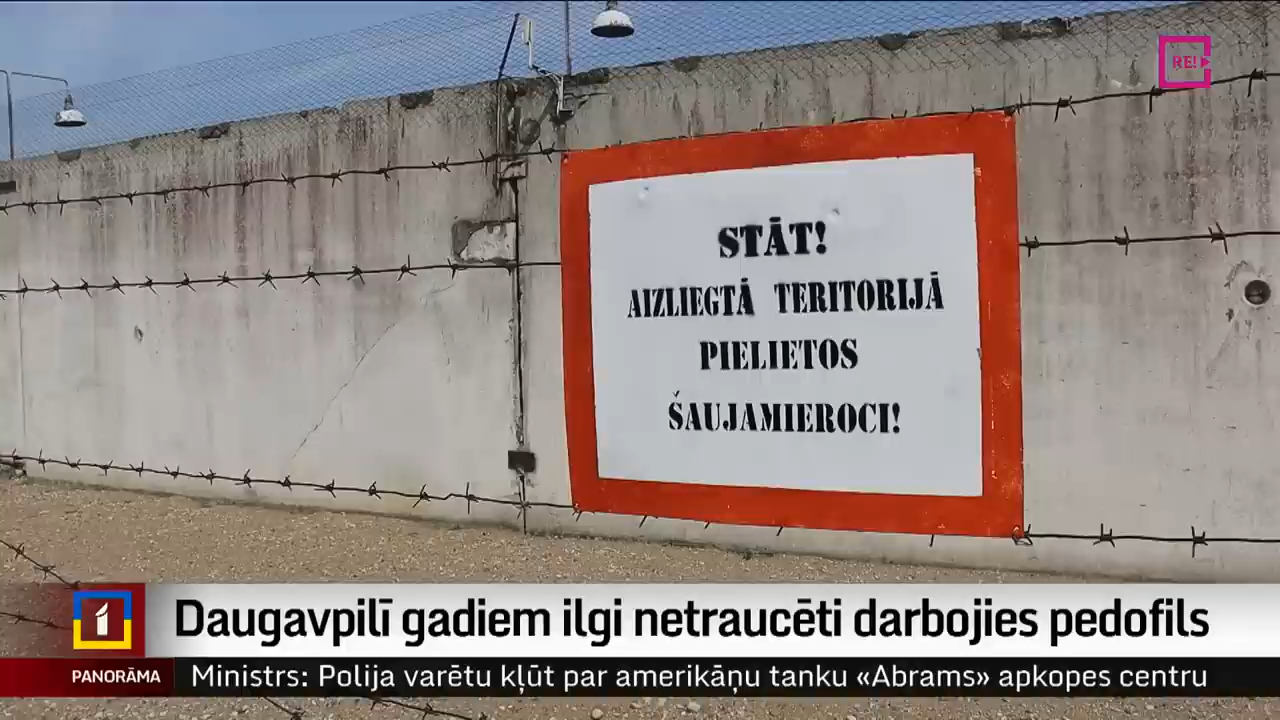 RE!
STĀT!
AIZLIEGTĀ TERITORIJĀ
PIELIETOS
ŠAUJAMIEROCI!
1
Daugavpilī gadiem ilgi netraucēti darbojies pedofils
PANORĀMA
Ministrs: Polija varētu kļūt par amerikāņu tanku «Abrams» apkopes centru